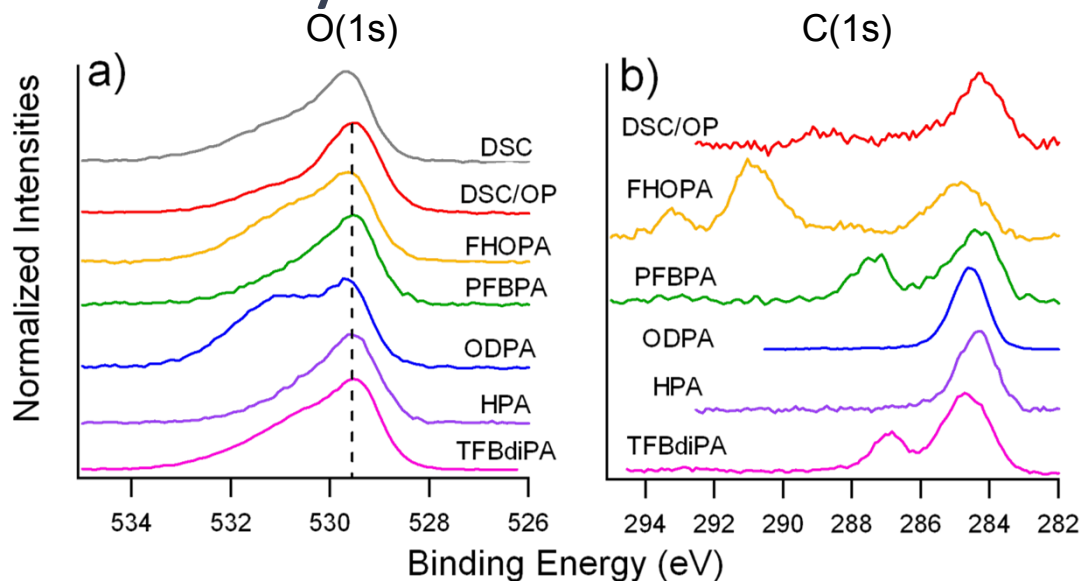 O(1s)
C(1s)
Normalized Intensities
a)
DSC
DSC/OP
FHOPA
PFBPA
ODPA
HPA
TFBdiPA
534 532 530 528 526
b)
DSC/OP
FHOPA
PFBPA
ODPA
HPA
TFBdiPA
294 292 290 288 286 284 282
Binding Energy (eV)